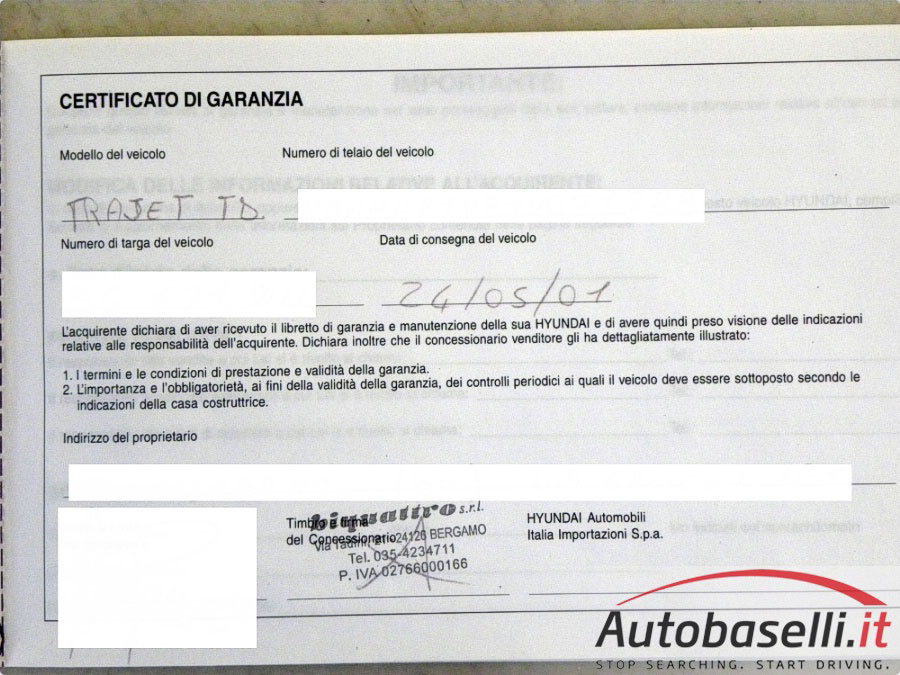 CERTIFICATO DI GARANZIA
Modello del veicolo
Numero di telaio del veicolo
TRAJET TD.
Numero di targa del veicolo
Data di consegna del veicolo
24/05/01
L'acquirente dichiara di aver ricevuto il libretto di garanzia e manutenzione della sua HYUNDAI e di avere quindi preso visione delle indicazioni
relative alle responsabilità dell'acquirente. Dichiara inoltre che il concessionario venditore gli ha dettagliatamente illustrato:
1. I termini e le condizioni di prestazione e validità della garanzia.
2. L'importanza e l'obbligatorietà, ai fini della validità della garanzia, dei controlli periodici ai quali il veicolo deve essere sottoposto secondo le
indicazioni della casa costruttrice.
Indirizzo del proprietario
Timbro e firma
del Concessionario
biquattro s.r.l.
Via Tadini, 21 - 24126 BERGAMO
Tel. 035-4234711
P. IVA 02766000166
HYUNDAI Automobili
Italia Importazioni S.p.a.
Autobaselli.it
STOP SEARCHING. START DRIVING.